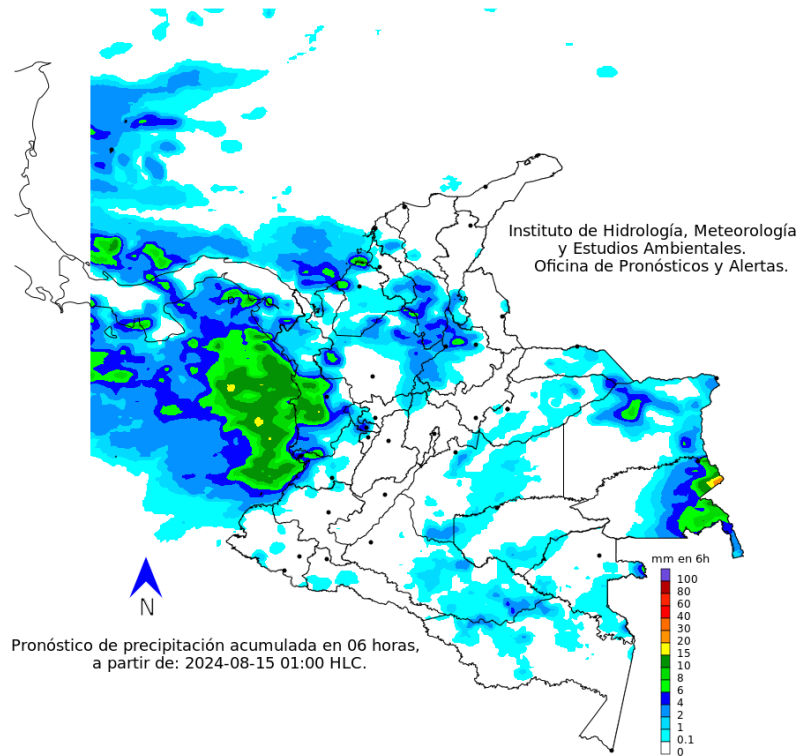 Instituto de Hidrología, Meteorología
y Estudios Ambientales.
Oficina de Pronósticos y Alertas.
N
Pronóstico de precipitación acumulada en 06 horas,
a partir de: 2024-08-15 01:00 HLC.
mm en 6h
100
80
60
40
30
20
15
10
8
6
4
2
1
0.1
0